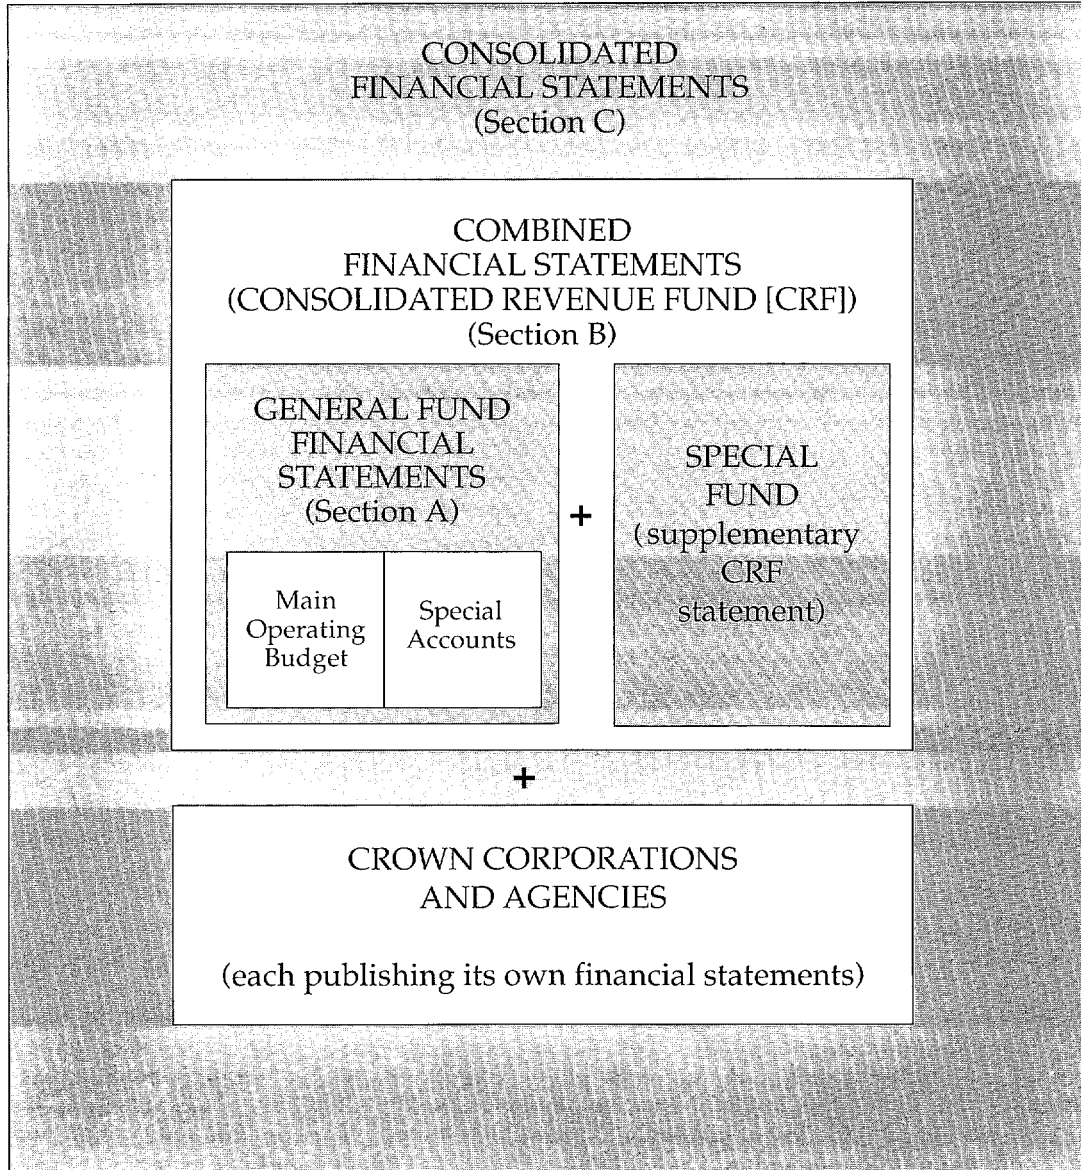 CONSOLIDATED
FINANCIAL STATEMENTS
(Section C)
COMBINED
FINANCIAL STATEMENTS
(CONSOLIDATED REVENUE FUND [CRF])
(Section B)
GENERAL FUND
FINANCIAL
STATEMENTS
(Section A)
Main
Operating
Budget
Special
Accounts
+
SPECIAL
FUND
(supplementary
CRF
statement)
+
CROWN CORPORATIONS
AND AGENCIES
(each publishing its own financial statements)